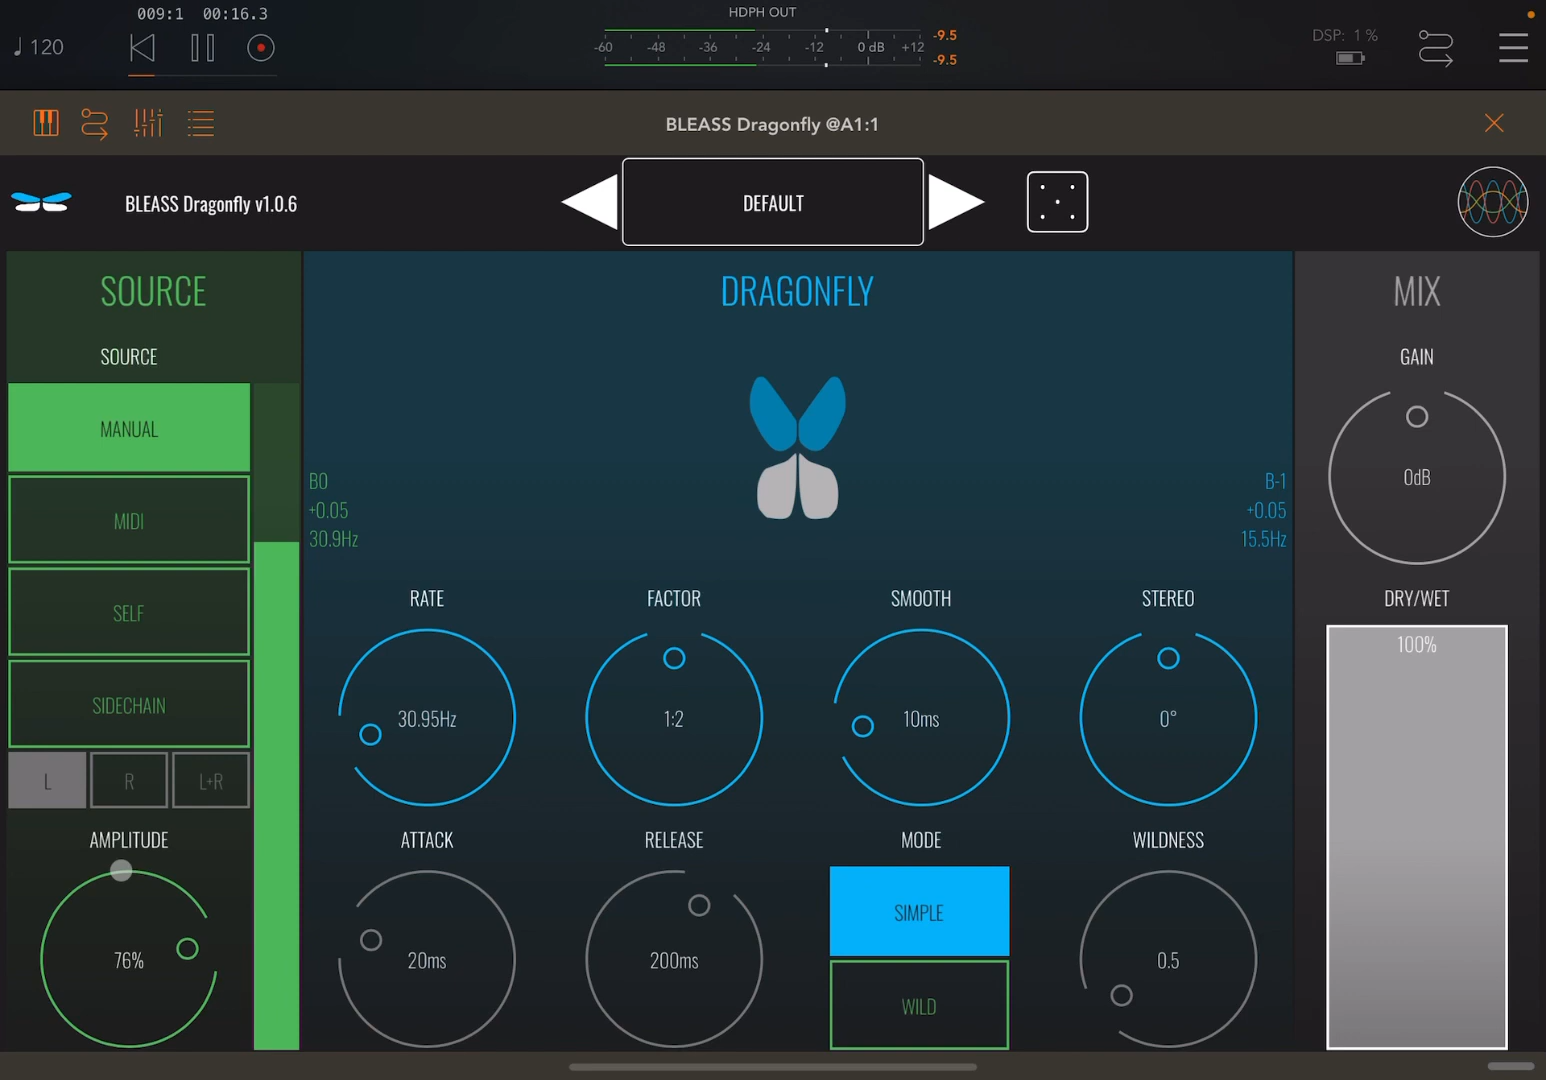 009:1 00:16.3
HDPH OUT
120
-60 -48 -36 -24 -12 0 dB +12
-9.5
-9.5
DSP: 1 %
BLEASS Dragonfly @A1:1
BLEASS Dragonfly v1.0.6
DEFAULT
SOURCE
DRAGONFLY
MIX
SOURCE
GAIN
MANUAL
0dB
B0
+0.05
30.9Hz
B-1
+0.05
15.5Hz
MIDI
SELF
SIDECHAIN
L R L+R
RATE FACTOR SMOOTH STEREO
DRY/WET
100%
30.95Hz 1:2 10ms 0°
AMPLITUDE ATTACK RELEASE MODE WILDNESS
SIMPLE
76% 20ms 200ms 0.5
WILD